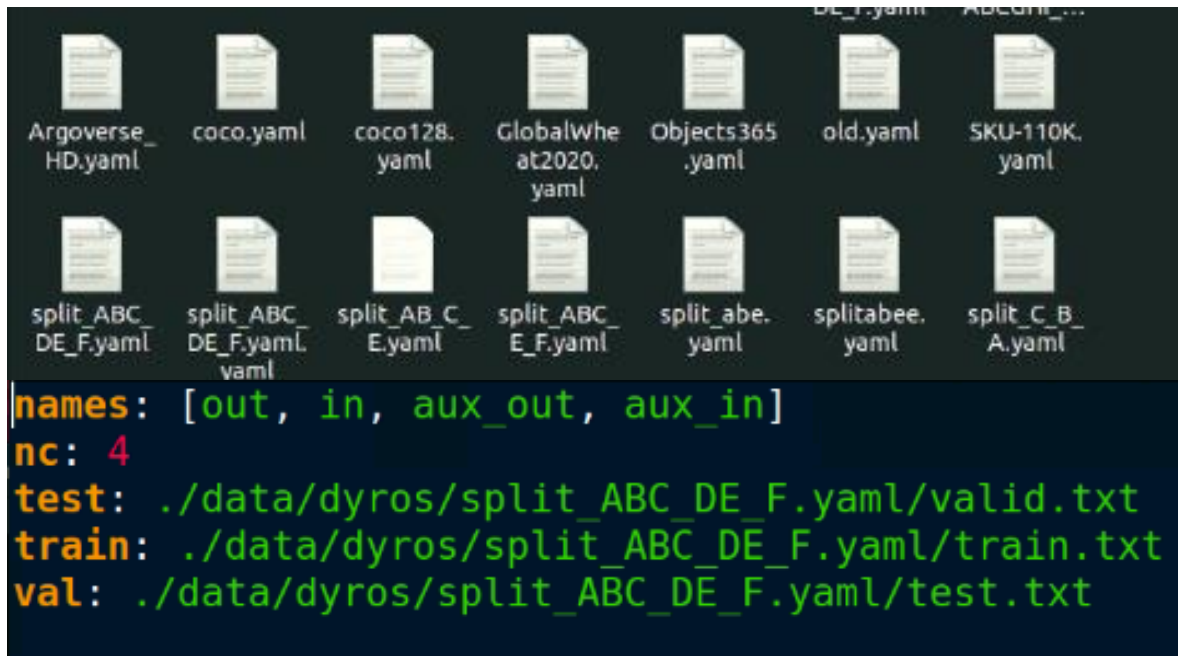 DE_F.yaml ABCGHI_...
Argoverse_ coco.yaml coco128. GlobalWhe Objects365 old.yaml SKU-110K.
HD.yaml yaml at2020. .yaml yaml
yaml
split_ABC_ split_ABC_ split_AB_C_ split_ABC_ split_abe. splitabee. split_C_B_
DE_F.yaml DE_F.yaml. E.yaml E_F.yaml yaml yaml A.yaml
yaml
names: [out, in, aux_out, aux_in]
nc: 4
test: ./data/dyros/split_ABC_DE_F.yaml/valid.txt
train: ./data/dyros/split_ABC_DE_F.yaml/train.txt
val: ./data/dyros/split_ABC_DE_F.yaml/test.txt